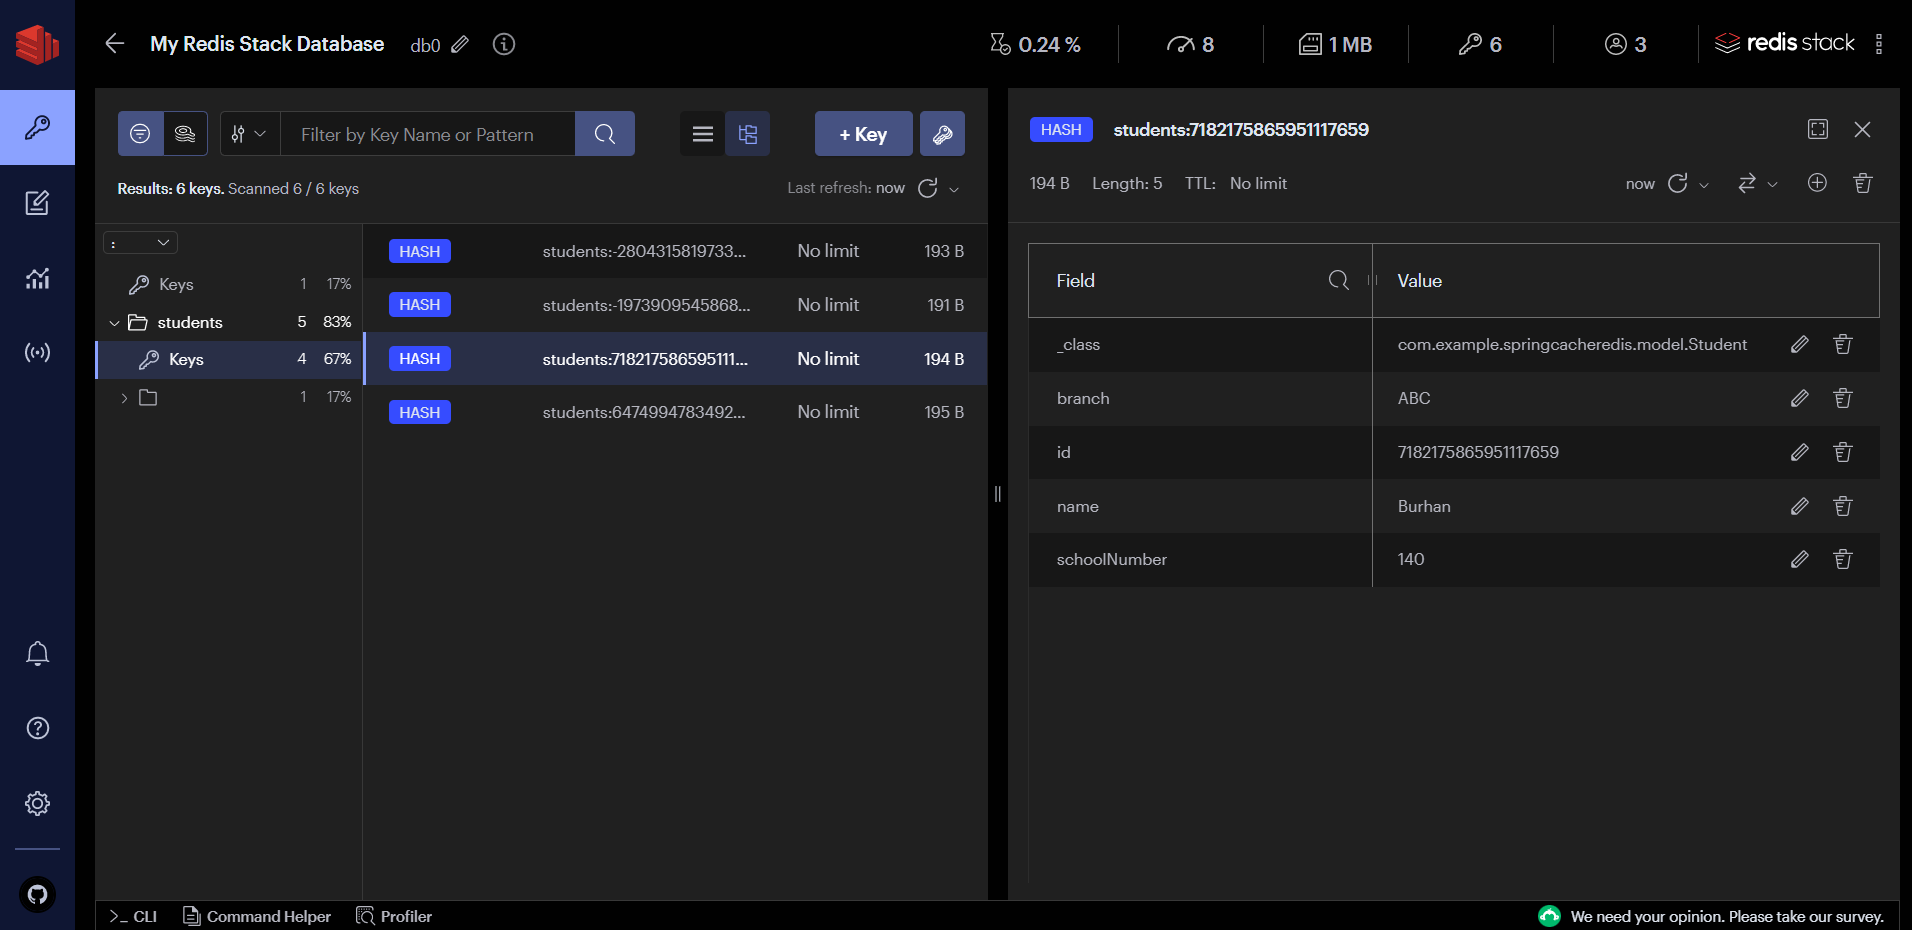 My Redis Stack Database db0
0.24 % 8 1 MB 6 3 redis stack
Filter by Key Name or Pattern
+ Key
Results: 6 keys. Scanned 6 / 6 keys
Last refresh: now
:
Keys 1 17%
students 5 83%
Keys 4 67%
1 17%
HASH students:-2804315819733... No limit 193 B
HASH students:-1973909545868... No limit 191 B
HASH students:718217586595111... No limit 194 B
HASH students:6474994783492... No limit 195 B
HASH students:7182175865951117659
194 B Length: 5 TTL: No limit now
Field Value
_class com.example.springcacheredis.model.Student
branch ABC
id 7182175865951117659
name Burhan
schoolNumber 140
>_ CLI Command Helper Profiler
We need your opinion. Please take our survey.